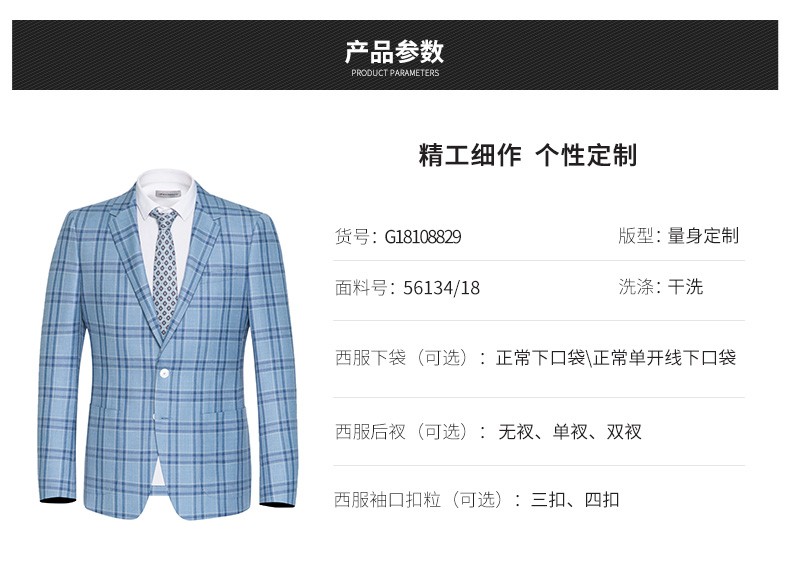 产品参数
PRODUCT PARAMETERS
精工细作 个性定制
货号：G18108829 版型：量身定制
面料号：56134/18 洗涤：干洗
西服下袋（可选）：正常下口袋\正常单开线下口袋
西服后衩（可选）：无衩、单衩、双衩
西服袖口扣粒（可选）：三扣、四扣